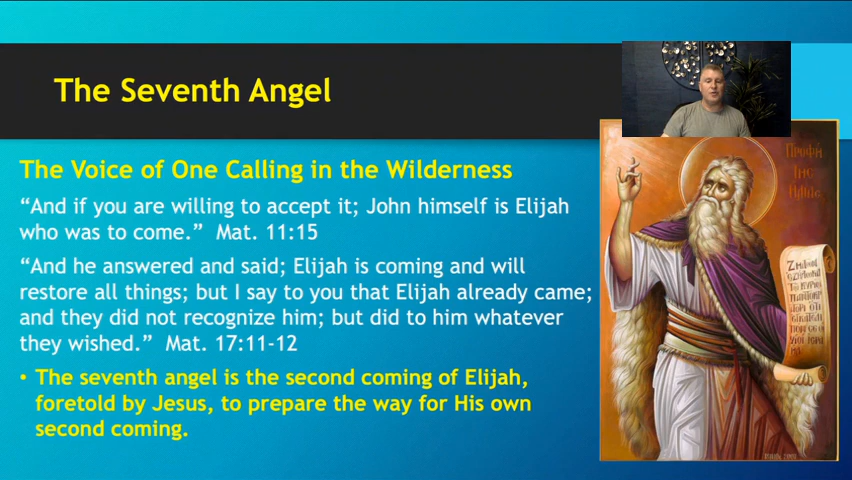 The Seventh Angel
The Voice of One Calling in the Wilderness
“And if you are willing to accept it; John himself is Elijah
who was to come.”  Mat. 11:15
“And he answered and said; Elijah is coming and will
restore all things; but I say to you that Elijah already came;
and they did not recognize him; but did to him whatever
they wished.”  Mat. 17:11-12
• The seventh angel is the second coming of Elijah,
foretold by Jesus, to prepare the way for His own
second coming.